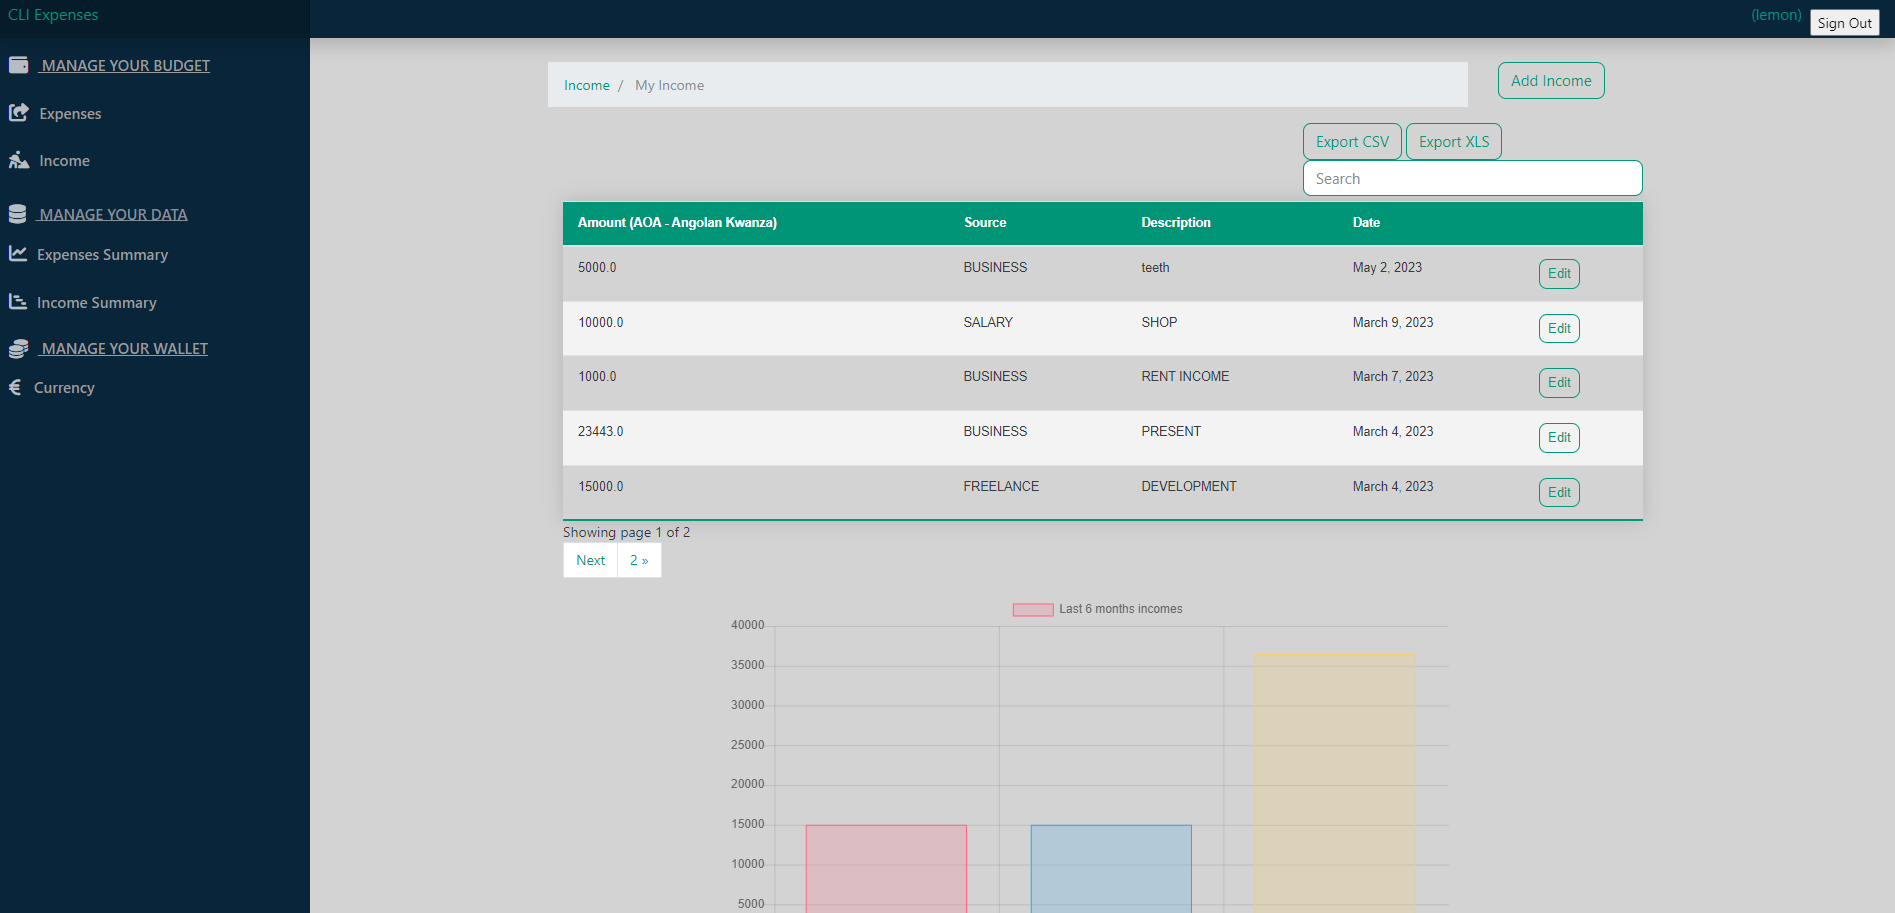 CLI Expenses
(lemon)
Sign Out
MANAGE YOUR BUDGET
Expenses
Income
MANAGE YOUR DATA
Expenses Summary
Income Summary
MANAGE YOUR WALLET
Currency
Income / My Income
Add Income
Export CSV Export XLS
Search
Amount (AOA - Angolan Kwanza) Source Description Date
5000.0 BUSINESS teeth May 2, 2023 Edit
10000.0 SALARY SHOP March 9, 2023 Edit
1000.0 BUSINESS RENT INCOME March 7, 2023 Edit
23443.0 BUSINESS PRESENT March 4, 2023 Edit
15000.0 FREELANCE DEVELOPMENT March 4, 2023 Edit
Showing page 1 of 2
Next 2 »
Last 6 months incomes
40000
35000
30000
25000
20000
15000
10000
5000